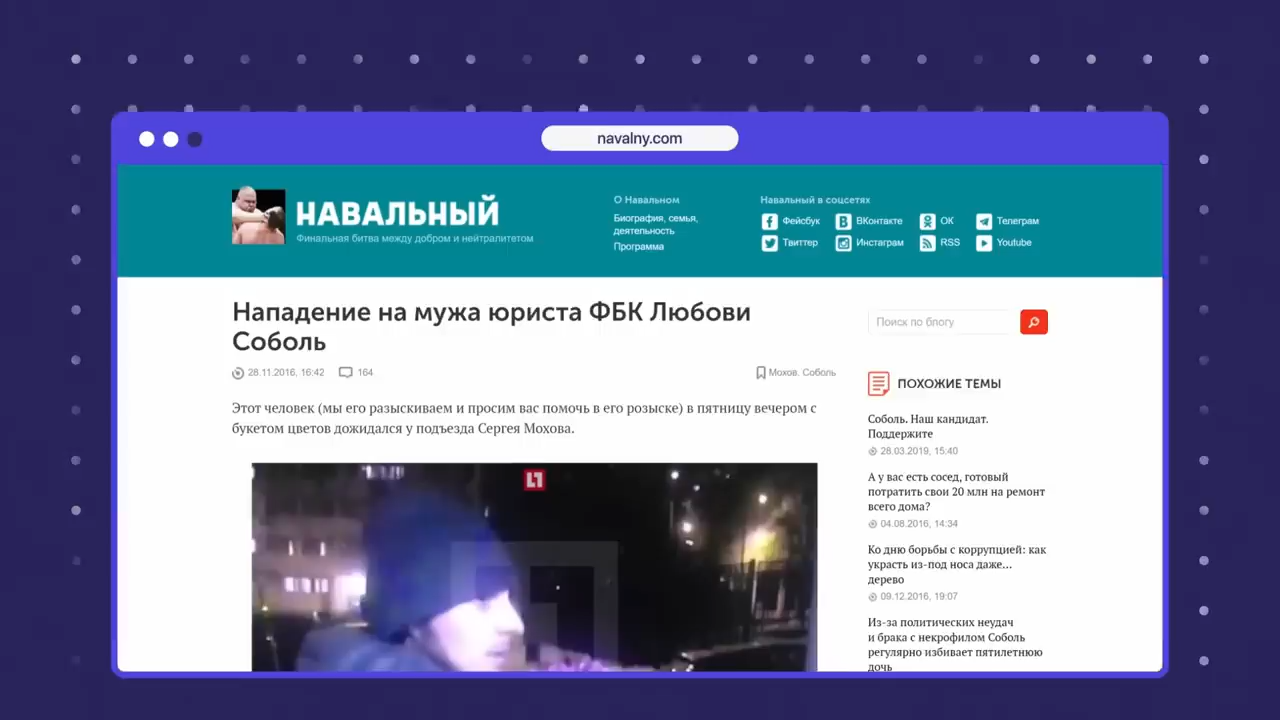 navalny.com
НАВАЛЬНЫЙ
Финальная битва между добром и нейтралитетом
О Навальном
Биография, семья,
деятельность
Программа
Навальный в соцсетях
Фейсбук
ВКонтакте
ОК
Телеграм
Твиттер
Инстаграм
RSS
Youtube
Нападение на мужа юриста ФБК Любови
Соболь
28.11.2016, 16:42
164
Мохов. Соболь
Этот человек (мы его разыскиваем и просим вас помочь в его розыске) в пятницу вечером с
букетом цветов дожидался у подъезда Сергея Мохова.
Поиск по блогу
ПОХОЖИЕ ТЕМЫ
Соболь. Наш кандидат.
Поддержите
28.03.2019, 15:40
А у вас есть сосед, готовый
потратить свои 20 млн на ремонт
всего дома?
04.08.2016, 14:34
Ко дню борьбы с коррупцией: как
украсть из-под носа даже...
дерево
09.12.2016, 19:07
Из-за политических неудач
и брака с некрофилом Соболь
регулярно избивает пятилетнюю
дочь